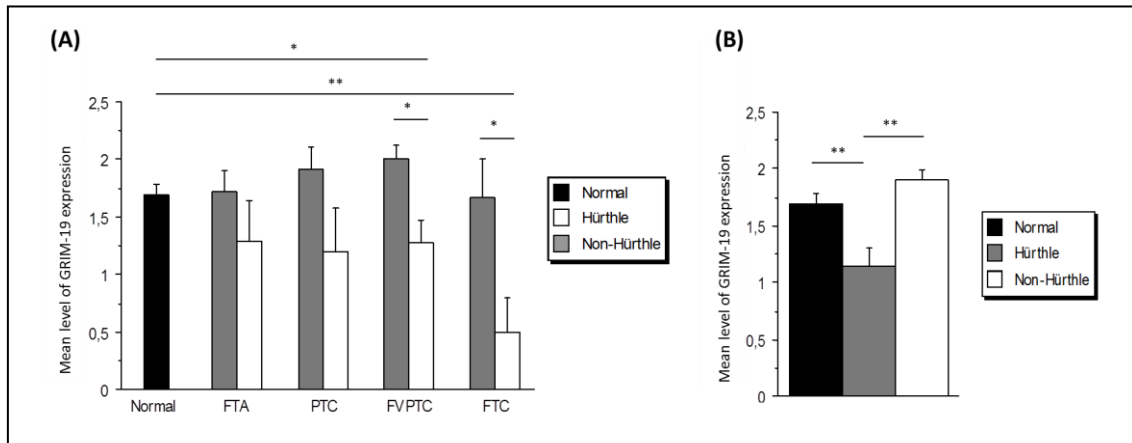 (A)
*
**
*
*
Mean level of GRIM-19 expression
2,5
2
1,5
1
0,5
0
Normal
FTA
PTC
FVPTC
FTC
Normal
Hürthle
Non-Hürthle
(B)
**
**
Mean level of GRIM-19 expression
2,5
2
1,5
1
0,5
0
Normal
Hürthle
Non-Hürthle